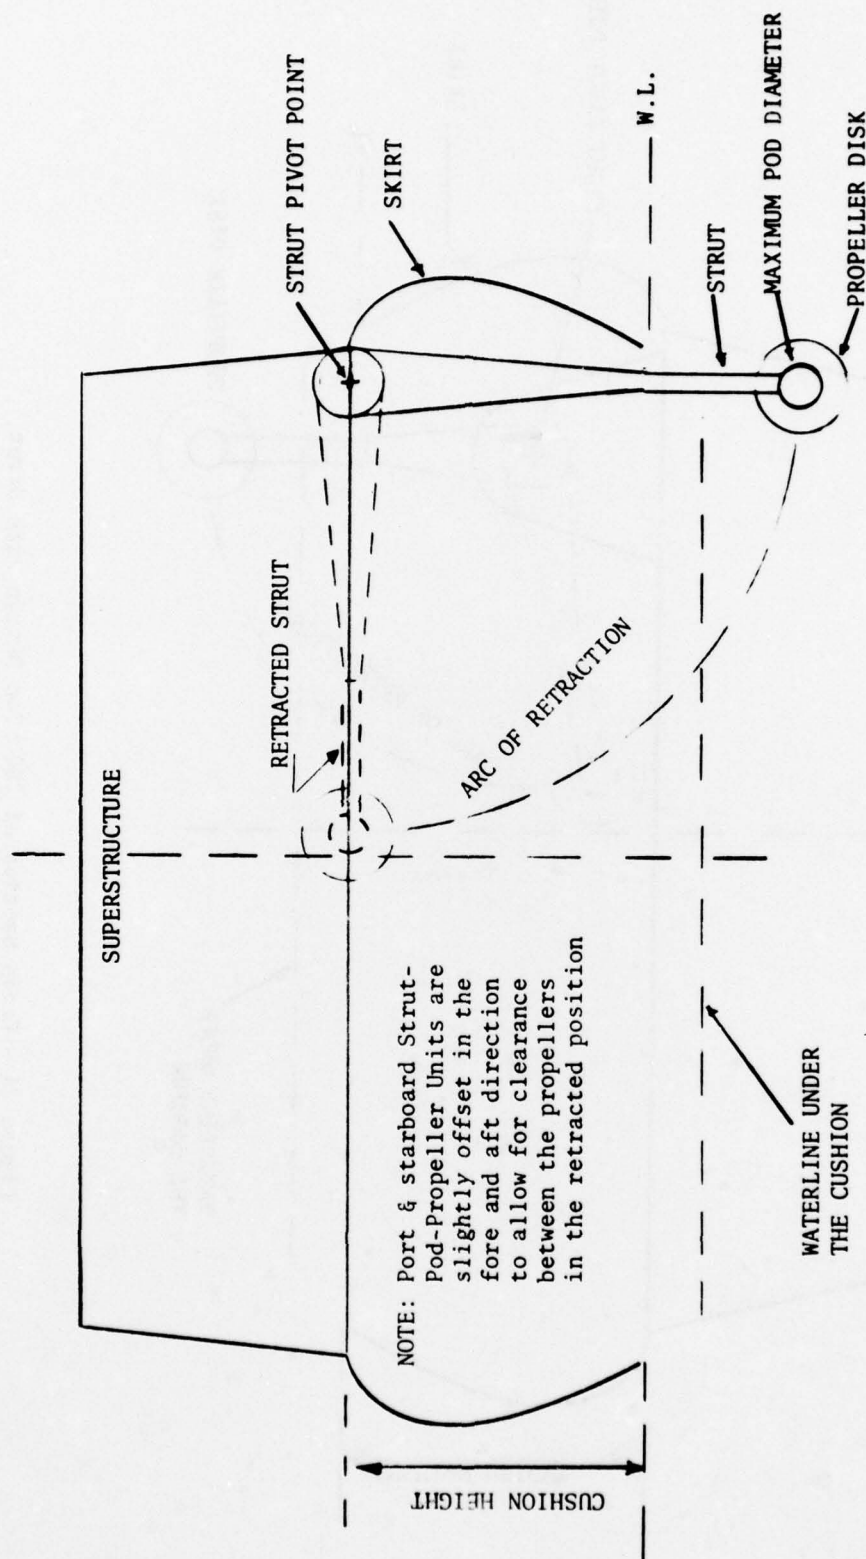 SUPERSTRUCTURE
STRUT PIVOT POINT
SKIRT
RETRACTED STRUT
W.L.
STRUT
MAXIMUM POD DIAMETER
PROPELLER DISK
ARC OF RETRACTION
NOTE: Port & starboard Strut-
Pod-Propeller Units are
slightly offset in the
fore and aft direction
to allow for clearance
between the propellers
in the retracted position
WATERLINE UNDER
THE CUSHION
CUSHION HEIGHT